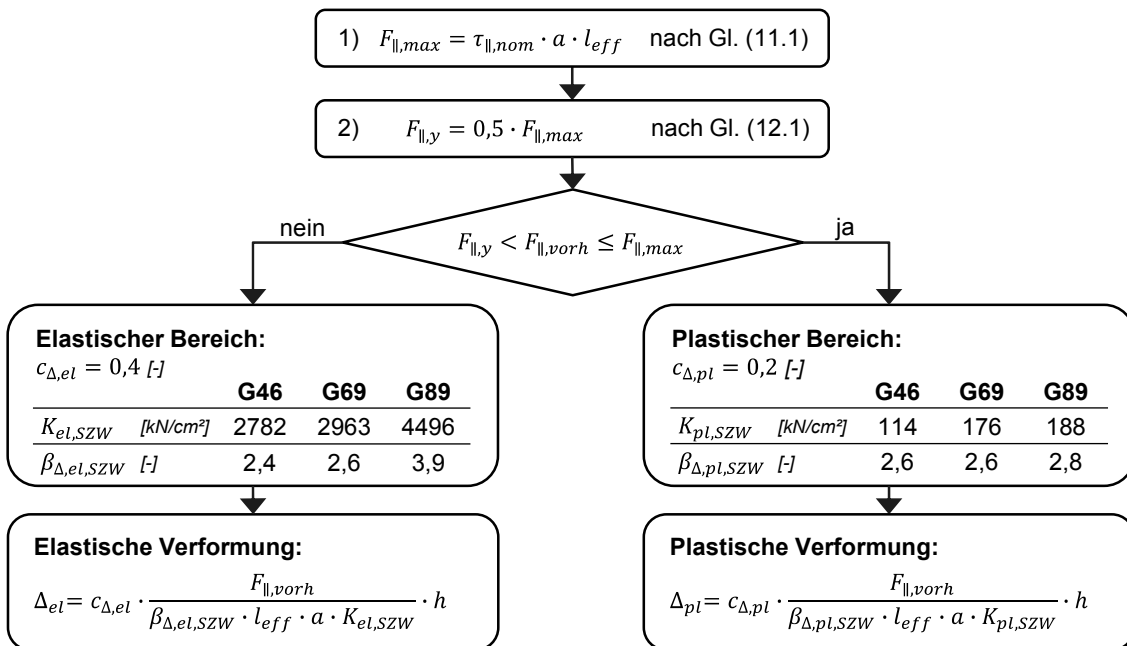 1) F∥,max = τ∥,nom · a · l_eff nach Gl. (11.1)
2) F∥,y = 0,5 · F∥,max nach Gl. (12.1)
nein
ja
F∥,y < F∥,vorh ≤ F∥,max
Elastischer Bereich:
c_Δ,el = 0,4 [-]
G46 G69 G89
K_el,SZW [kN/cm²] 2782 2963 4496
β_Δ,el,SZW [-] 2,4 2,6 3,9
Plastischer Bereich:
c_Δ,pl = 0,2 [-]
G46 G69 G89
K_pl,SZW [kN/cm²] 114 176 188
β_Δ,pl,SZW [-] 2,6 2,6 2,8
Elastische Verformung:
Δ_el = c_Δ,el · F∥,vorh / (β_Δ,el,SZW · l_eff · a · K_el,SZW) · h
Plastische Verformung:
Δ_pl = c_Δ,pl · F∥,vorh / (β_Δ,pl,SZW · l_eff · a · K_pl,SZW) · h